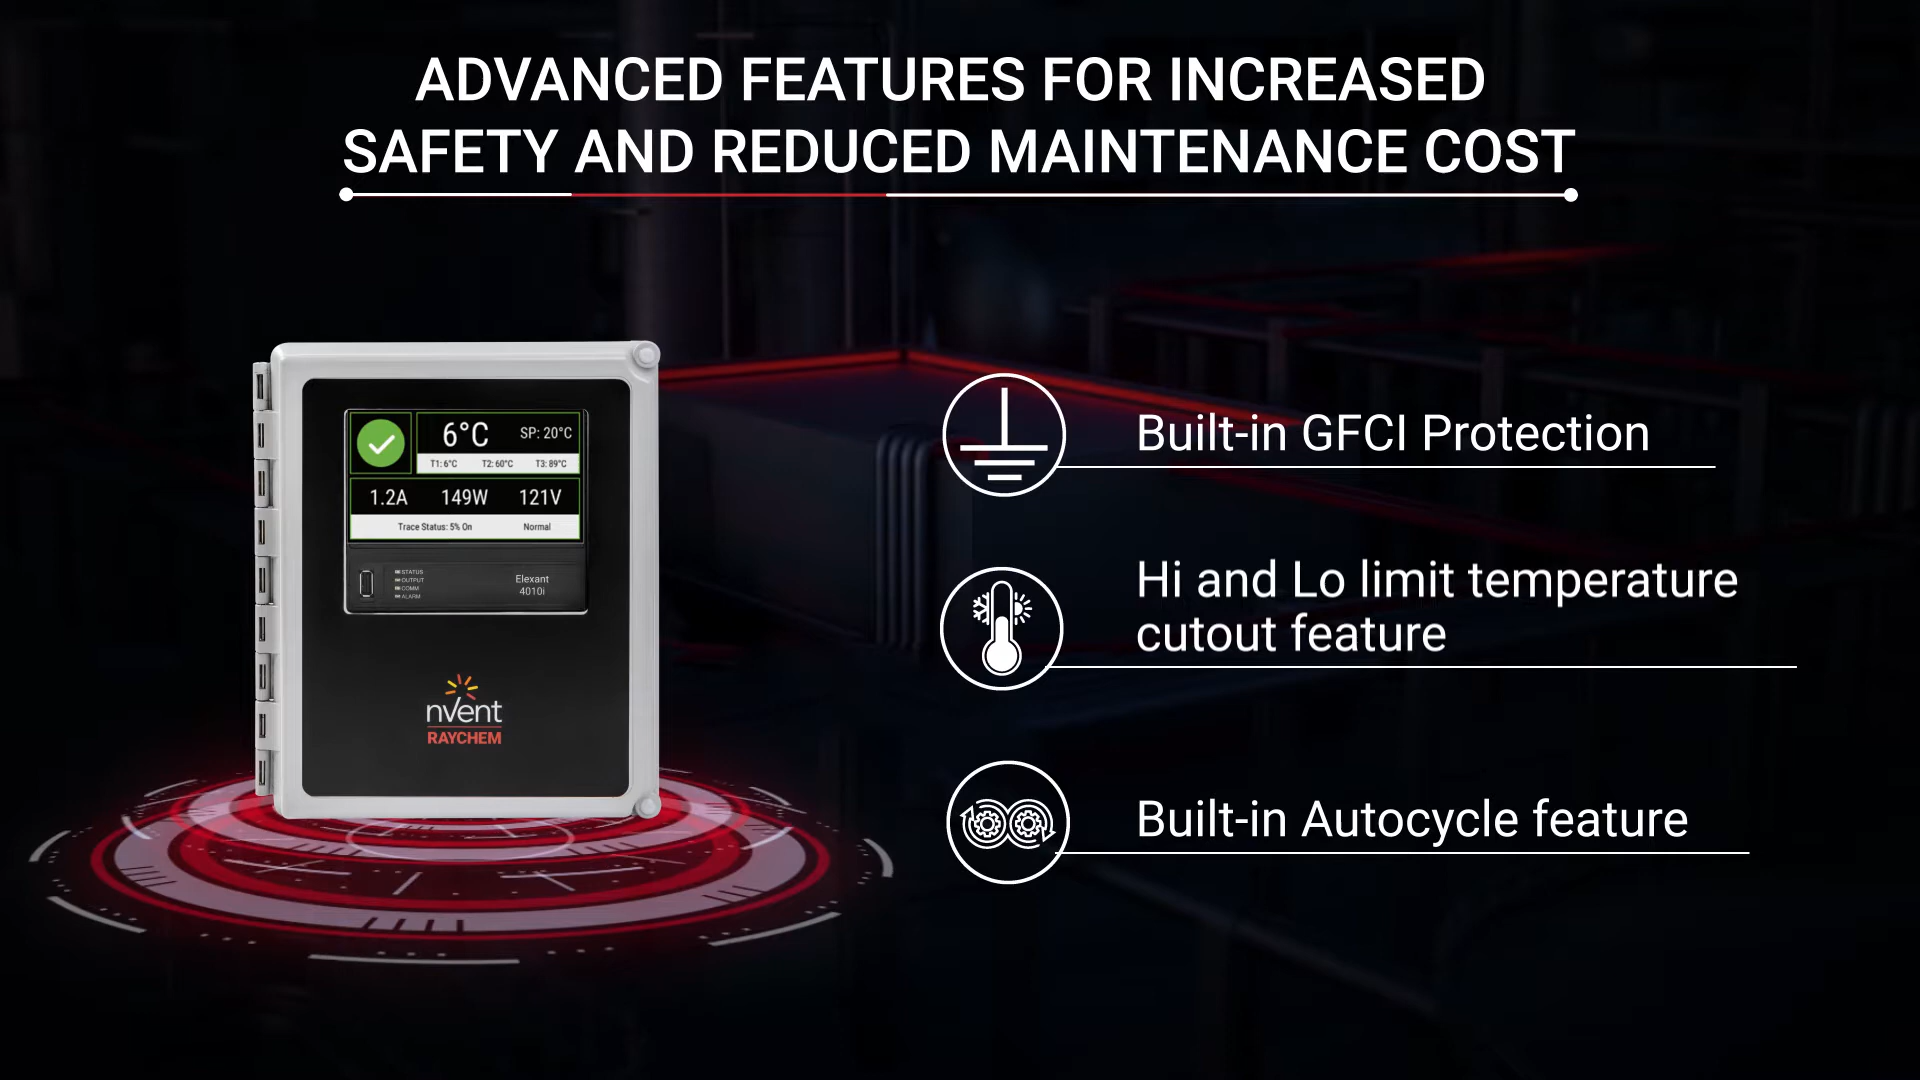 ADVANCED FEATURES FOR INCREASED
SAFETY AND REDUCED MAINTENANCE COST
6°C SP: 20°C
T1: 6°C T2: 60°C T3: 89°C
1.2A 149W 121V
Trace Status: 5% On Normal
STATUS
OUTPUT
COMM
ALARM
Elexant
4010i
nVent
RAYCHEM
Built-in GFCI Protection
Hi and Lo limit temperature
cutout feature
Built-in Autocycle feature